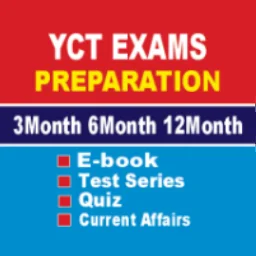 YCT EXAMS
PREPARATION
3Month 6Month 12Month
E-book
Test Series
Quiz
Current Affairs